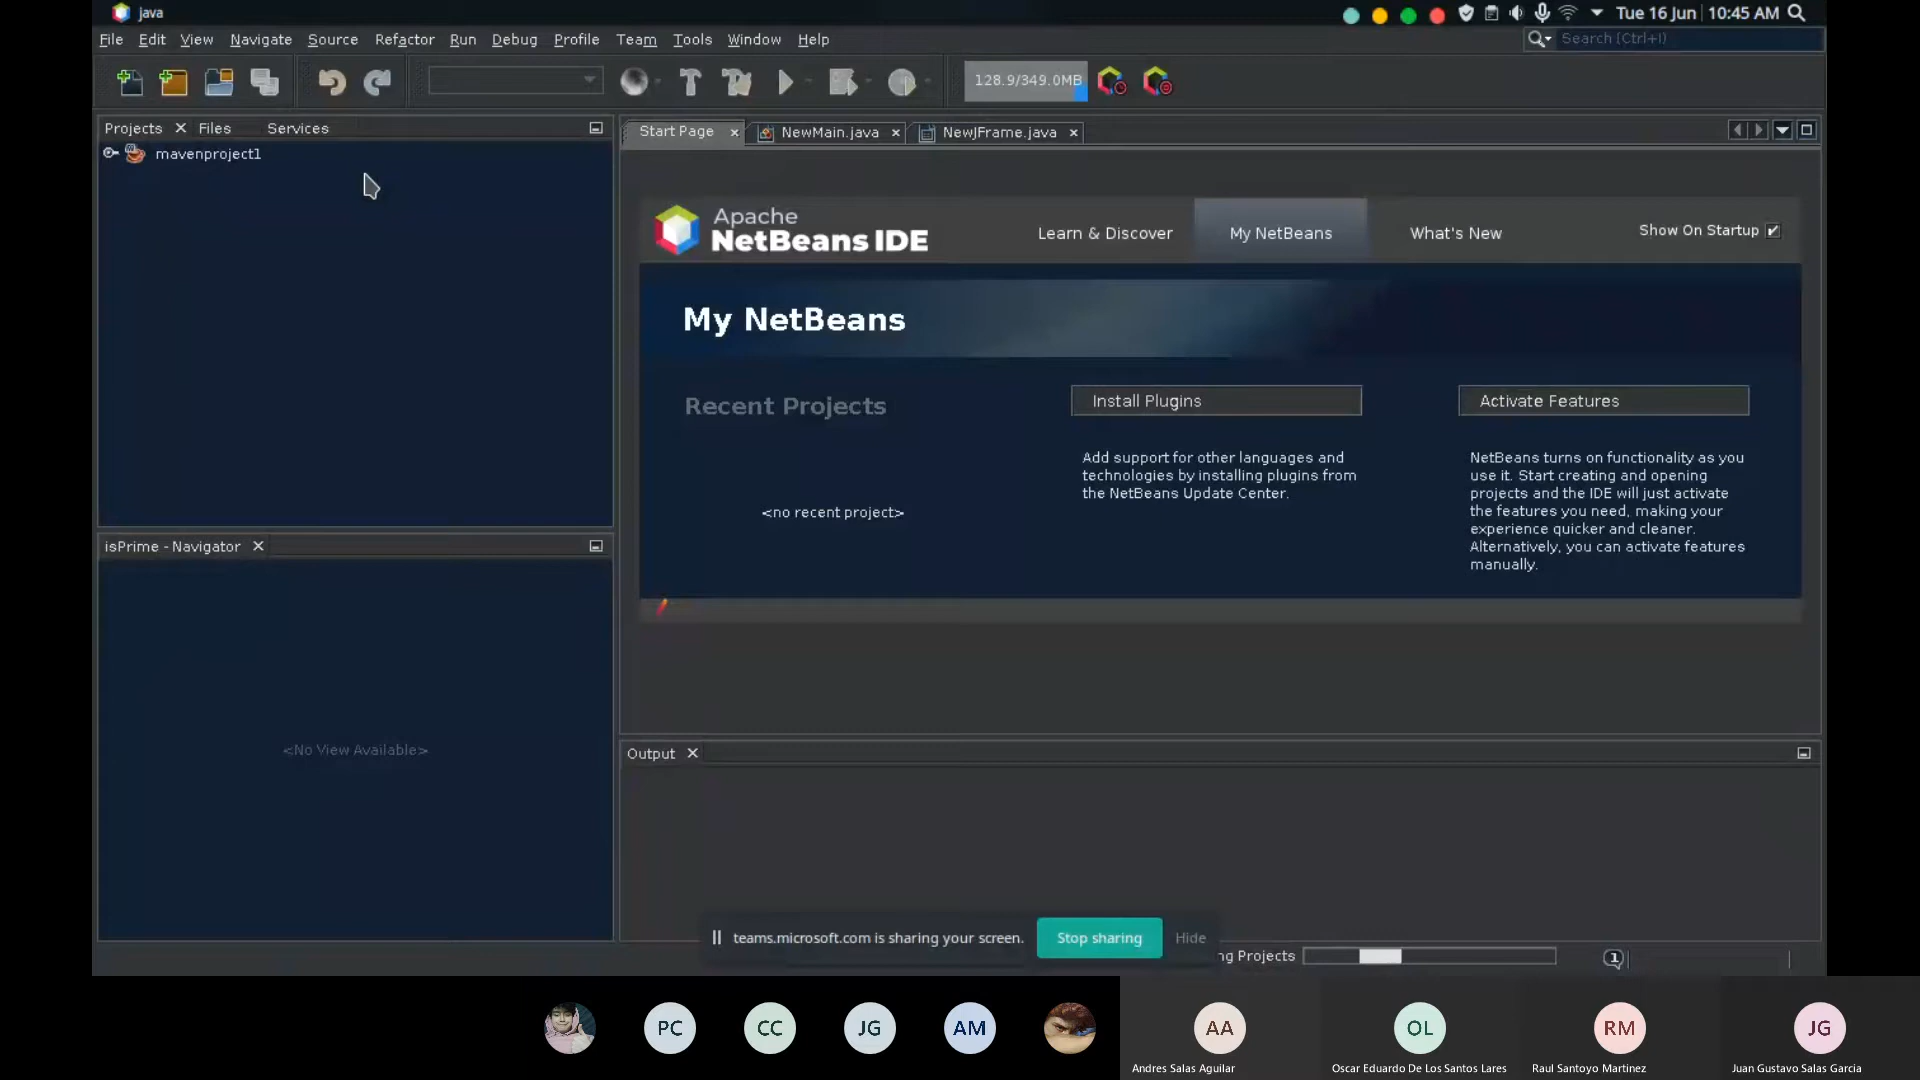 java
Tue 16 Jun 10:45 AM
File Edit View Navigate Source Refactor Run Debug Profile Team Tools Window Help
Search (Ctrl+I)
128.9/349.0MB
Projects Files Services
mavenproject1
Start Page NewMain.java NewJFrame.java
Apache
NetBeans IDE
Learn & Discover My NetBeans What's New Show On Startup
My NetBeans
Recent Projects
<no recent project>
Install Plugins
Add support for other languages and
technologies by installing plugins from
the NetBeans Update Center.
Activate Features
NetBeans turns on functionality as you
use it. Start creating and opening
projects and the IDE will just activate
the features you need, making your
experience quicker and cleaner.
Alternatively, you can activate features
manually.
isPrime - Navigator
<No View Available>
Output
teams.microsoft.com is sharing your screen. Stop sharing Hide
ng Projects
1
PC CC JG AM AA OL RM JG
Andres Salas Aguilar
Oscar Eduardo De Los Santos Lares
Raul Santoyo Martinez
Juan Gustavo Salas Garcia